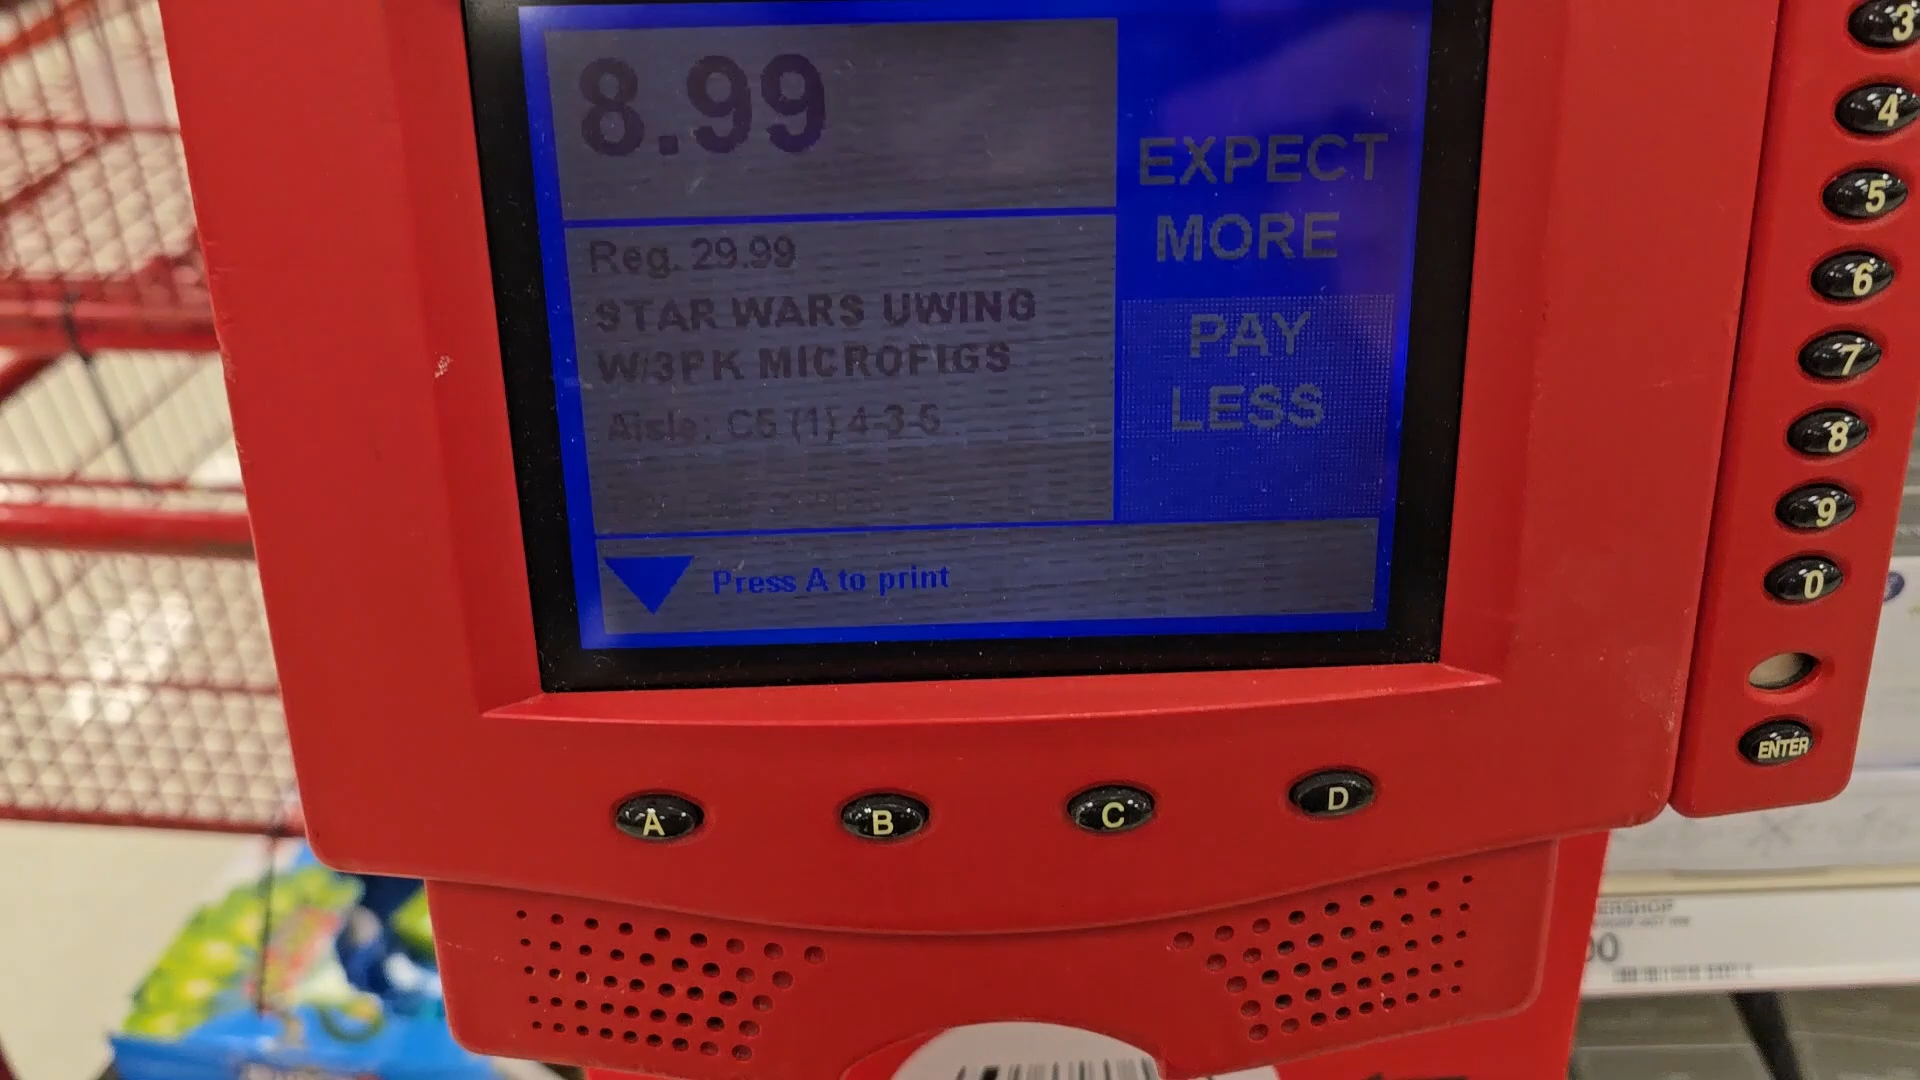 8.99
Reg. 29.99
STAR WARS UWING
W/3PK MICROFIGS
Aisle: C5 (1) 4-3-5
EXPECT
MORE
PAY
LESS
Press A to print
3
4
5
6
7
8
9
0
ENTER
A
B
C
D